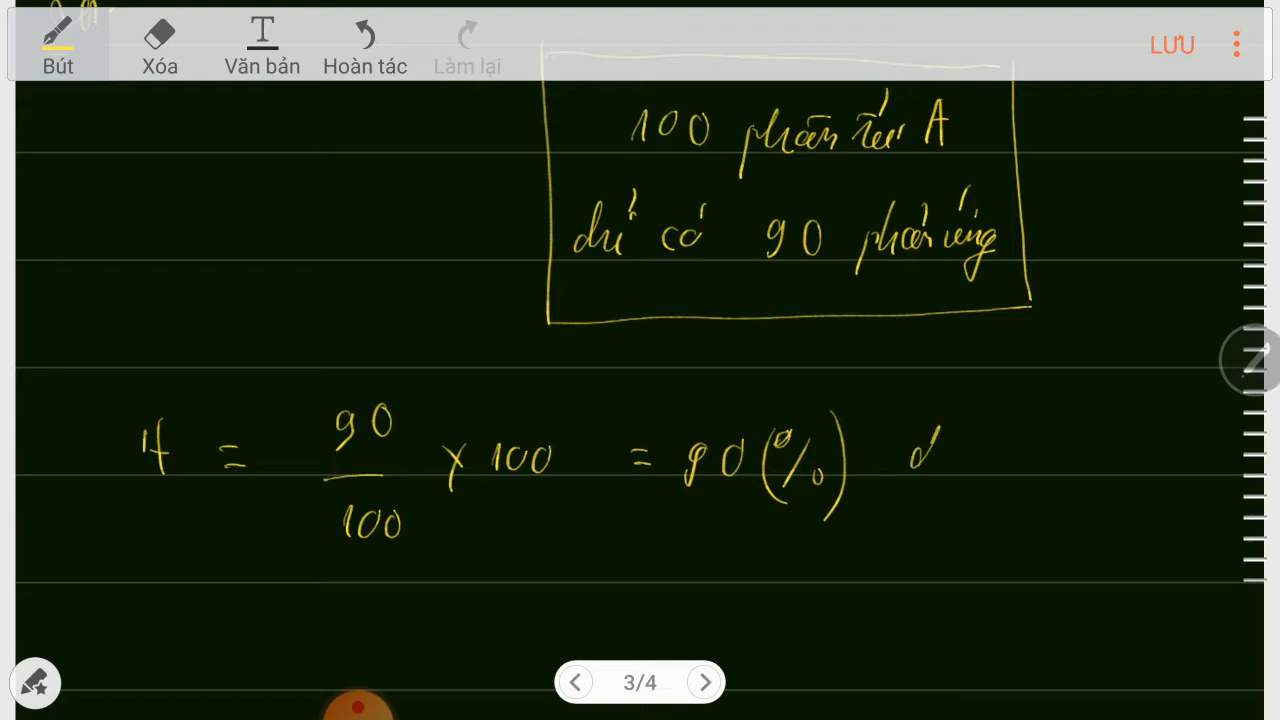 Bút Xóa Văn bản Hoàn tác Làm lại LƯU
100 phân tử A
chỉ có 90 phản ứng
H = 90/100 x 100 = 90 (%)
3/4